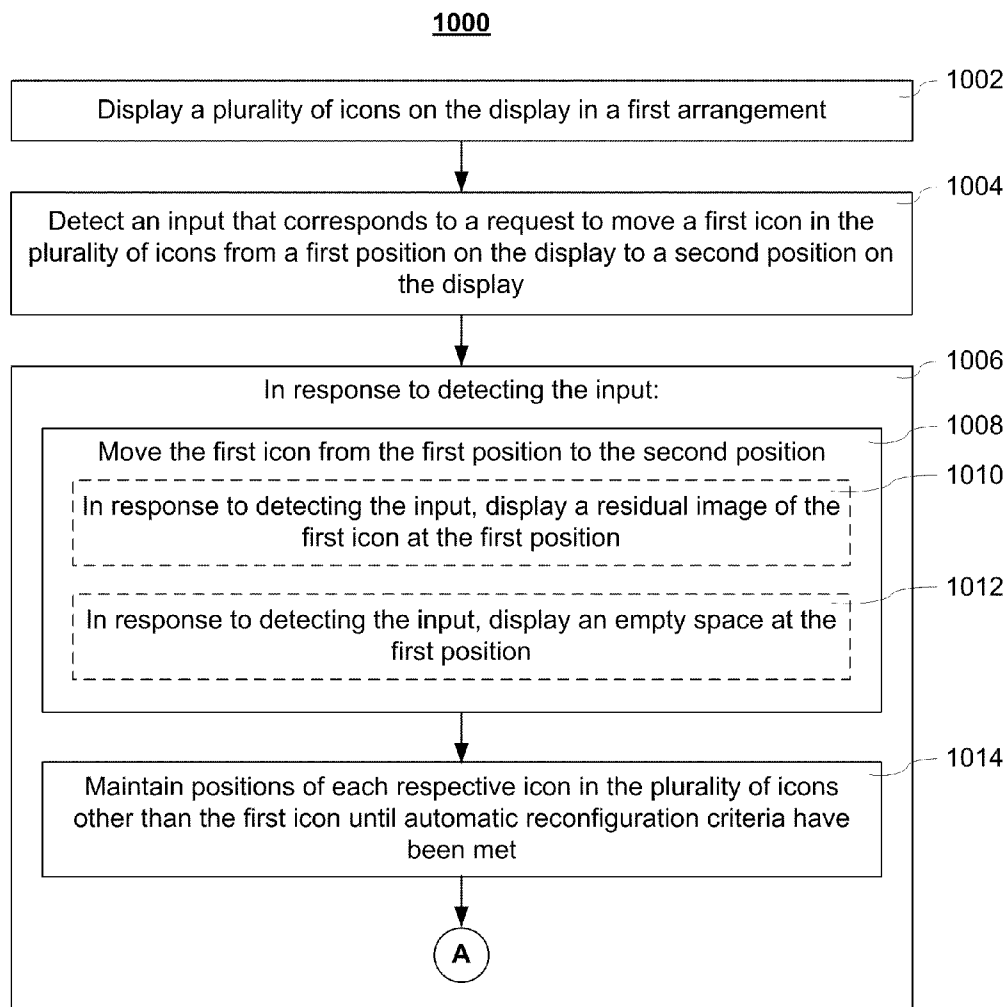 1000
1002
Display a plurality of icons on the display in a first arrangement
1004
Detect an input that corresponds to a request to move a first icon in the
plurality of icons from a first position on the display to a second position on
the display
1006
In response to detecting the input:
1008
Move the first icon from the first position to the second position
1010
In response to detecting the input, display a residual image of the
first icon at the first position
1012
In response to detecting the input, display an empty space at the
first position
1014
Maintain positions of each respective icon in the plurality of icons
other than the first icon until automatic reconfiguration criteria have
been met
A